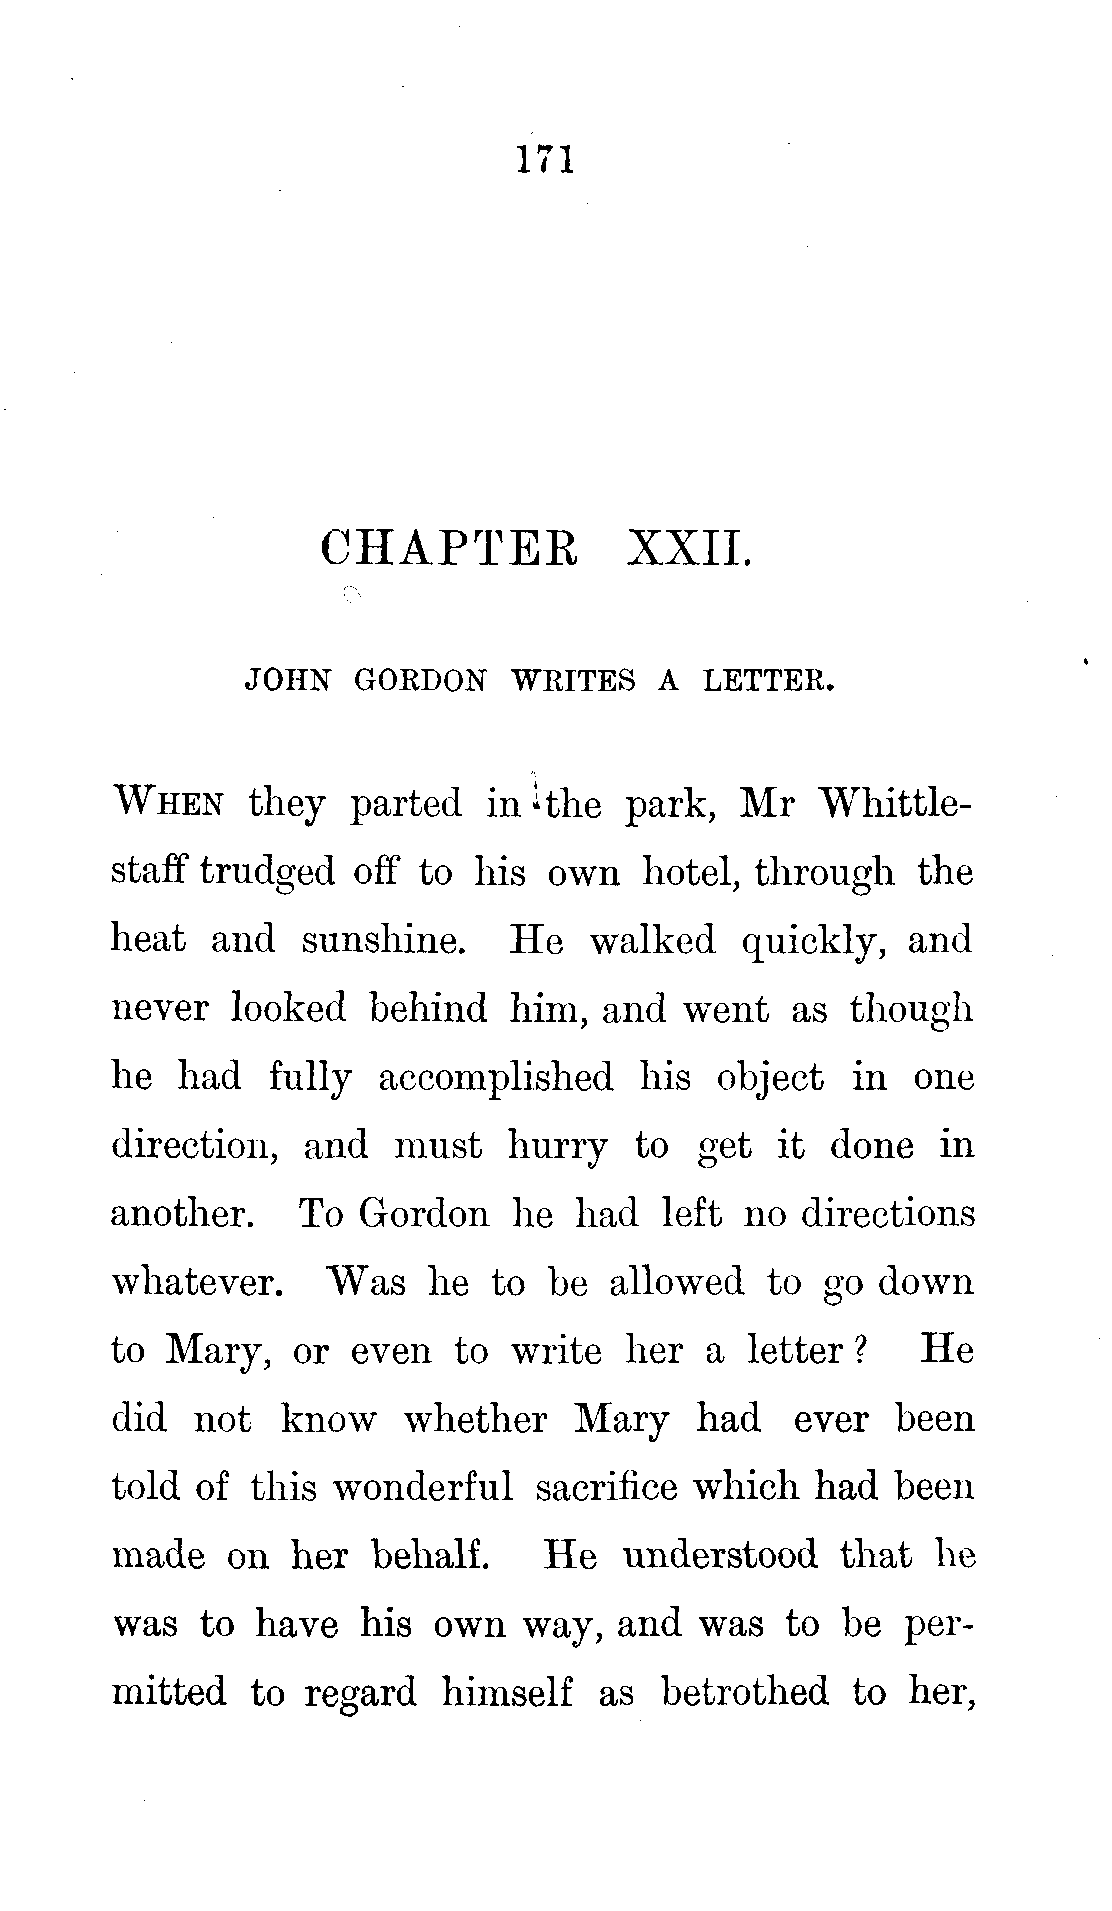 171
CHAPTER XXII.
JOHN GORDON WRITES A LETTER.
WHEN they parted in the park, Mr Whittle-
staff trudged off to his own hotel, through the
heat and sunshine. He walked quickly, and
never looked behind him, and went as though
he had fully accomplished his object in one
direction, and must hurry to get it done in
another. To Gordon he had left no directions
whatever. Was he to be allowed to go down
to Mary, or even to write her a letter? He
did not know whether Mary had ever been
told of this wonderful sacrifice which had been
made on her behalf. He understood that he
was to have his own way, and was to be per-
mitted to regard himself as betrothed to her,